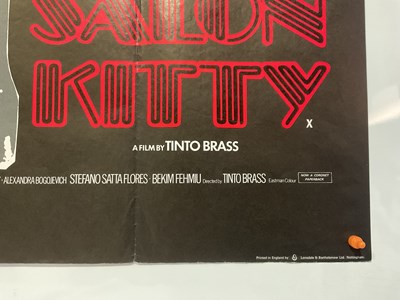 SALON
KITTY
X
A FILM BY TINTO BRASS
ALEXANDRA BOGOJEVICH · STEFANO SATTA FLORES · BEKIM FEHMIU Directed by TINTO BRASS Eastman Colour NOW A CORONET PAPERBACK
Printed in England by Lonsdale & Bartholomew Ltd. Nottingham